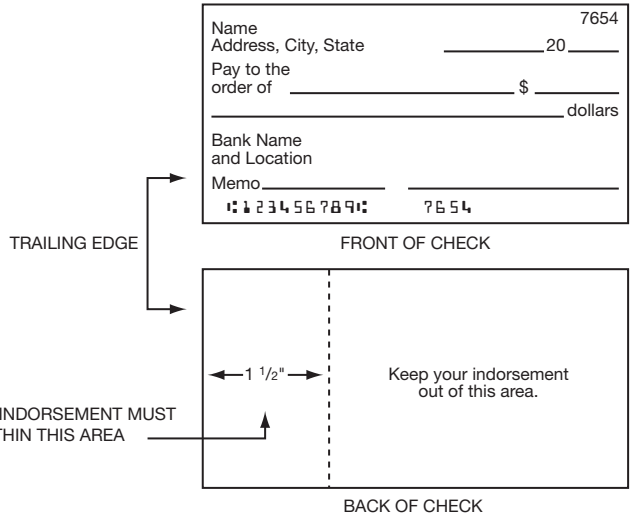 7654
Name
Address, City, State 20
Pay to the
order of $
dollars
Bank Name
and Location
Memo
⑆123456789⑆ 7654
TRAILING EDGE
FRONT OF CHECK
1 1/2"
Keep your indorsement
out of this area.
INDORSEMENT MUST
THIN THIS AREA
BACK OF CHECK